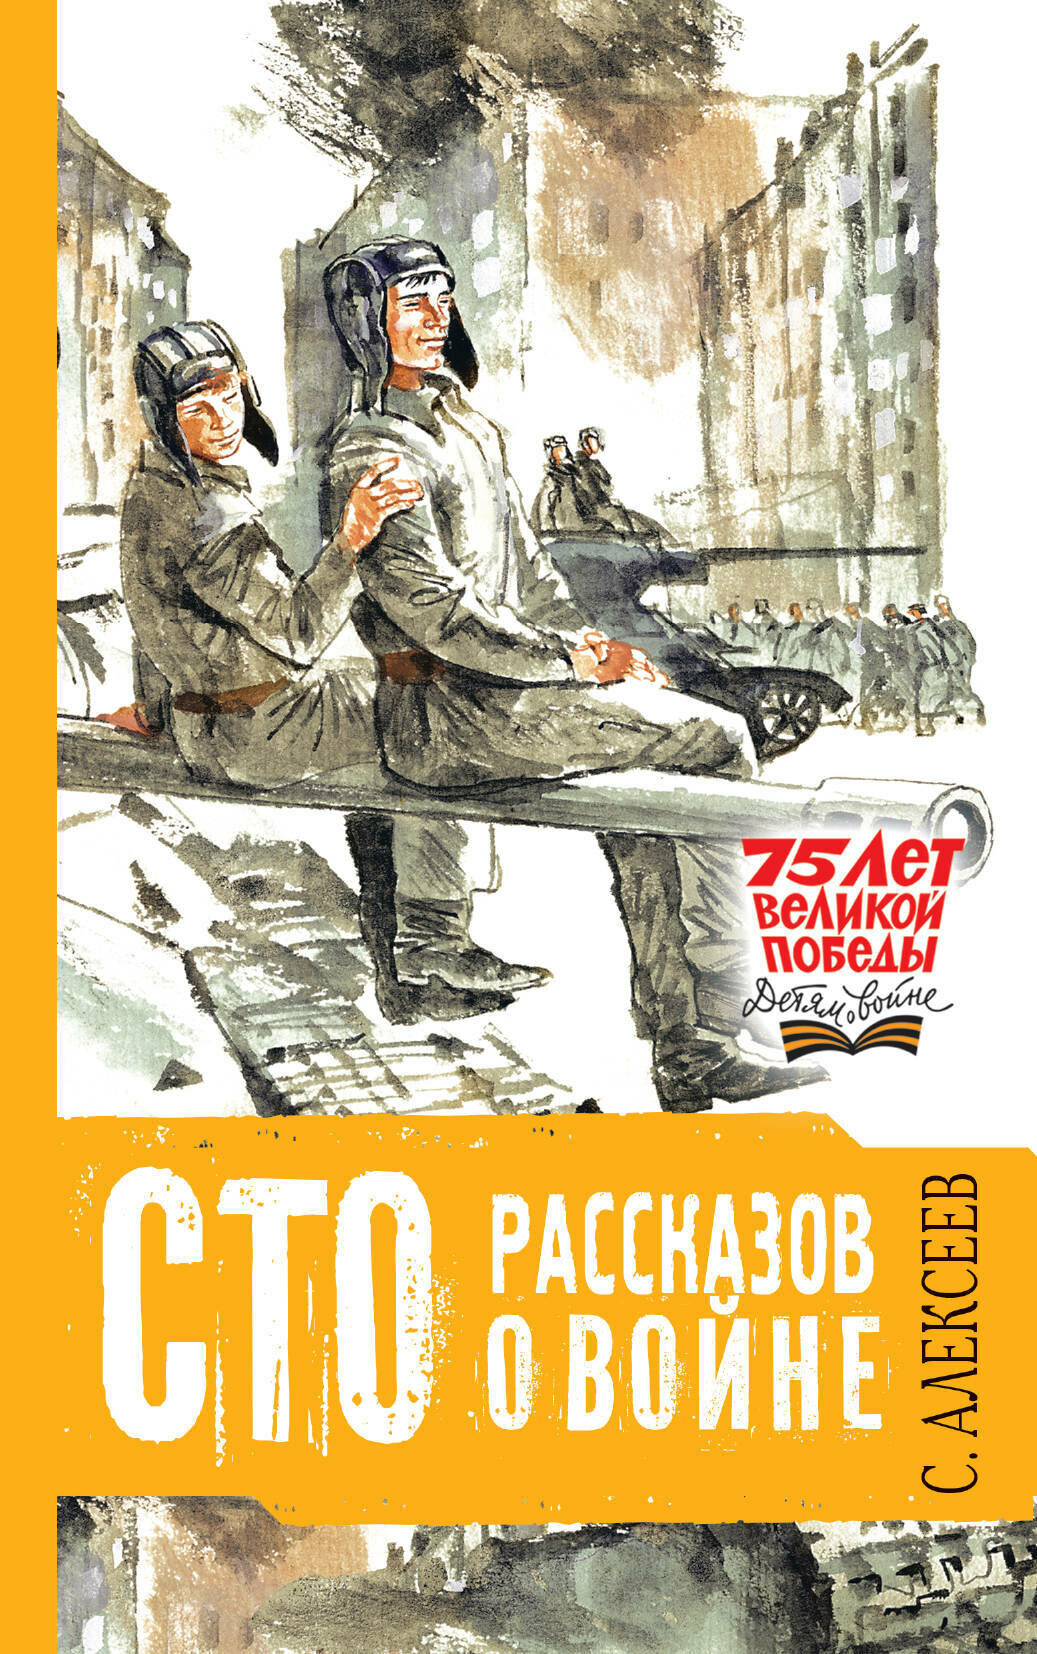 75 лет
великой
победы
Детям о войне
СТО
РАССКАЗОВ
О ВОЙНЕ
С. АЛЕКСЕЕВ